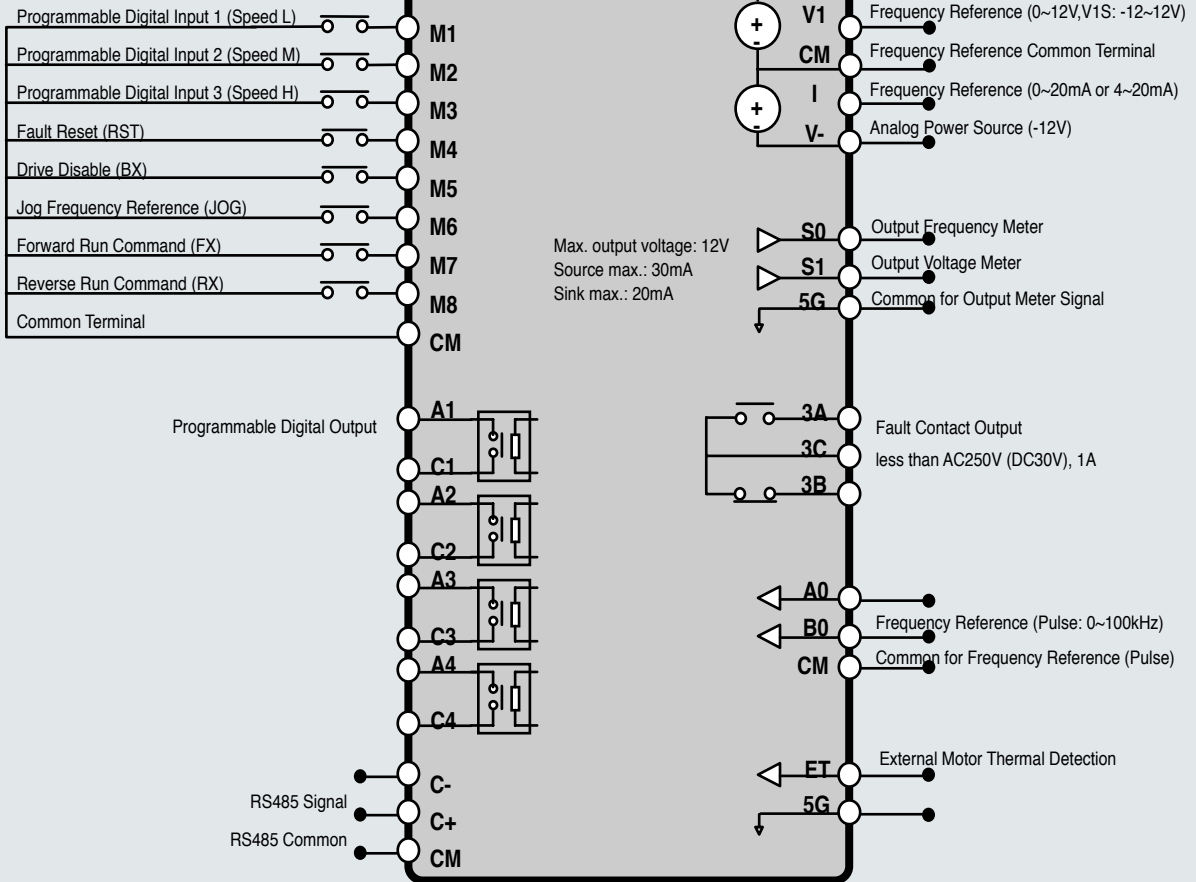 Programmable Digital Input 1 (Speed L)
M1
Programmable Digital Input 2 (Speed M)
M2
Programmable Digital Input 3 (Speed H)
M3
Fault Reset (RST)
M4
Drive Disable (BX)
M5
Jog Frequency Reference (JOG)
M6
Forward Run Command (FX)
M7
Reverse Run Command (RX)
M8
Common Terminal
CM
Programmable Digital Output
A1
C1
A2
C2
A3
C3
A4
C4
C-
RS485 Signal
C+
RS485 Common
CM
Max. output voltage: 12V
Source max.: 30mA
Sink max.: 20mA
+
-
V1
Frequency Reference (0~12V,V1S: -12~12V)
CM
Frequency Reference Common Terminal
+
-
I
Frequency Reference (0~20mA or 4~20mA)
V-
Analog Power Source (-12V)
S0
Output Frequency Meter
S1
Output Voltage Meter
5G
Common for Output Meter Signal
3A
Fault Contact Output
3C
less than AC250V (DC30V), 1A
3B
A0
B0
Frequency Reference (Pulse: 0~100kHz)
CM
Common for Frequency Reference (Pulse)
ET
External Motor Thermal Detection
5G